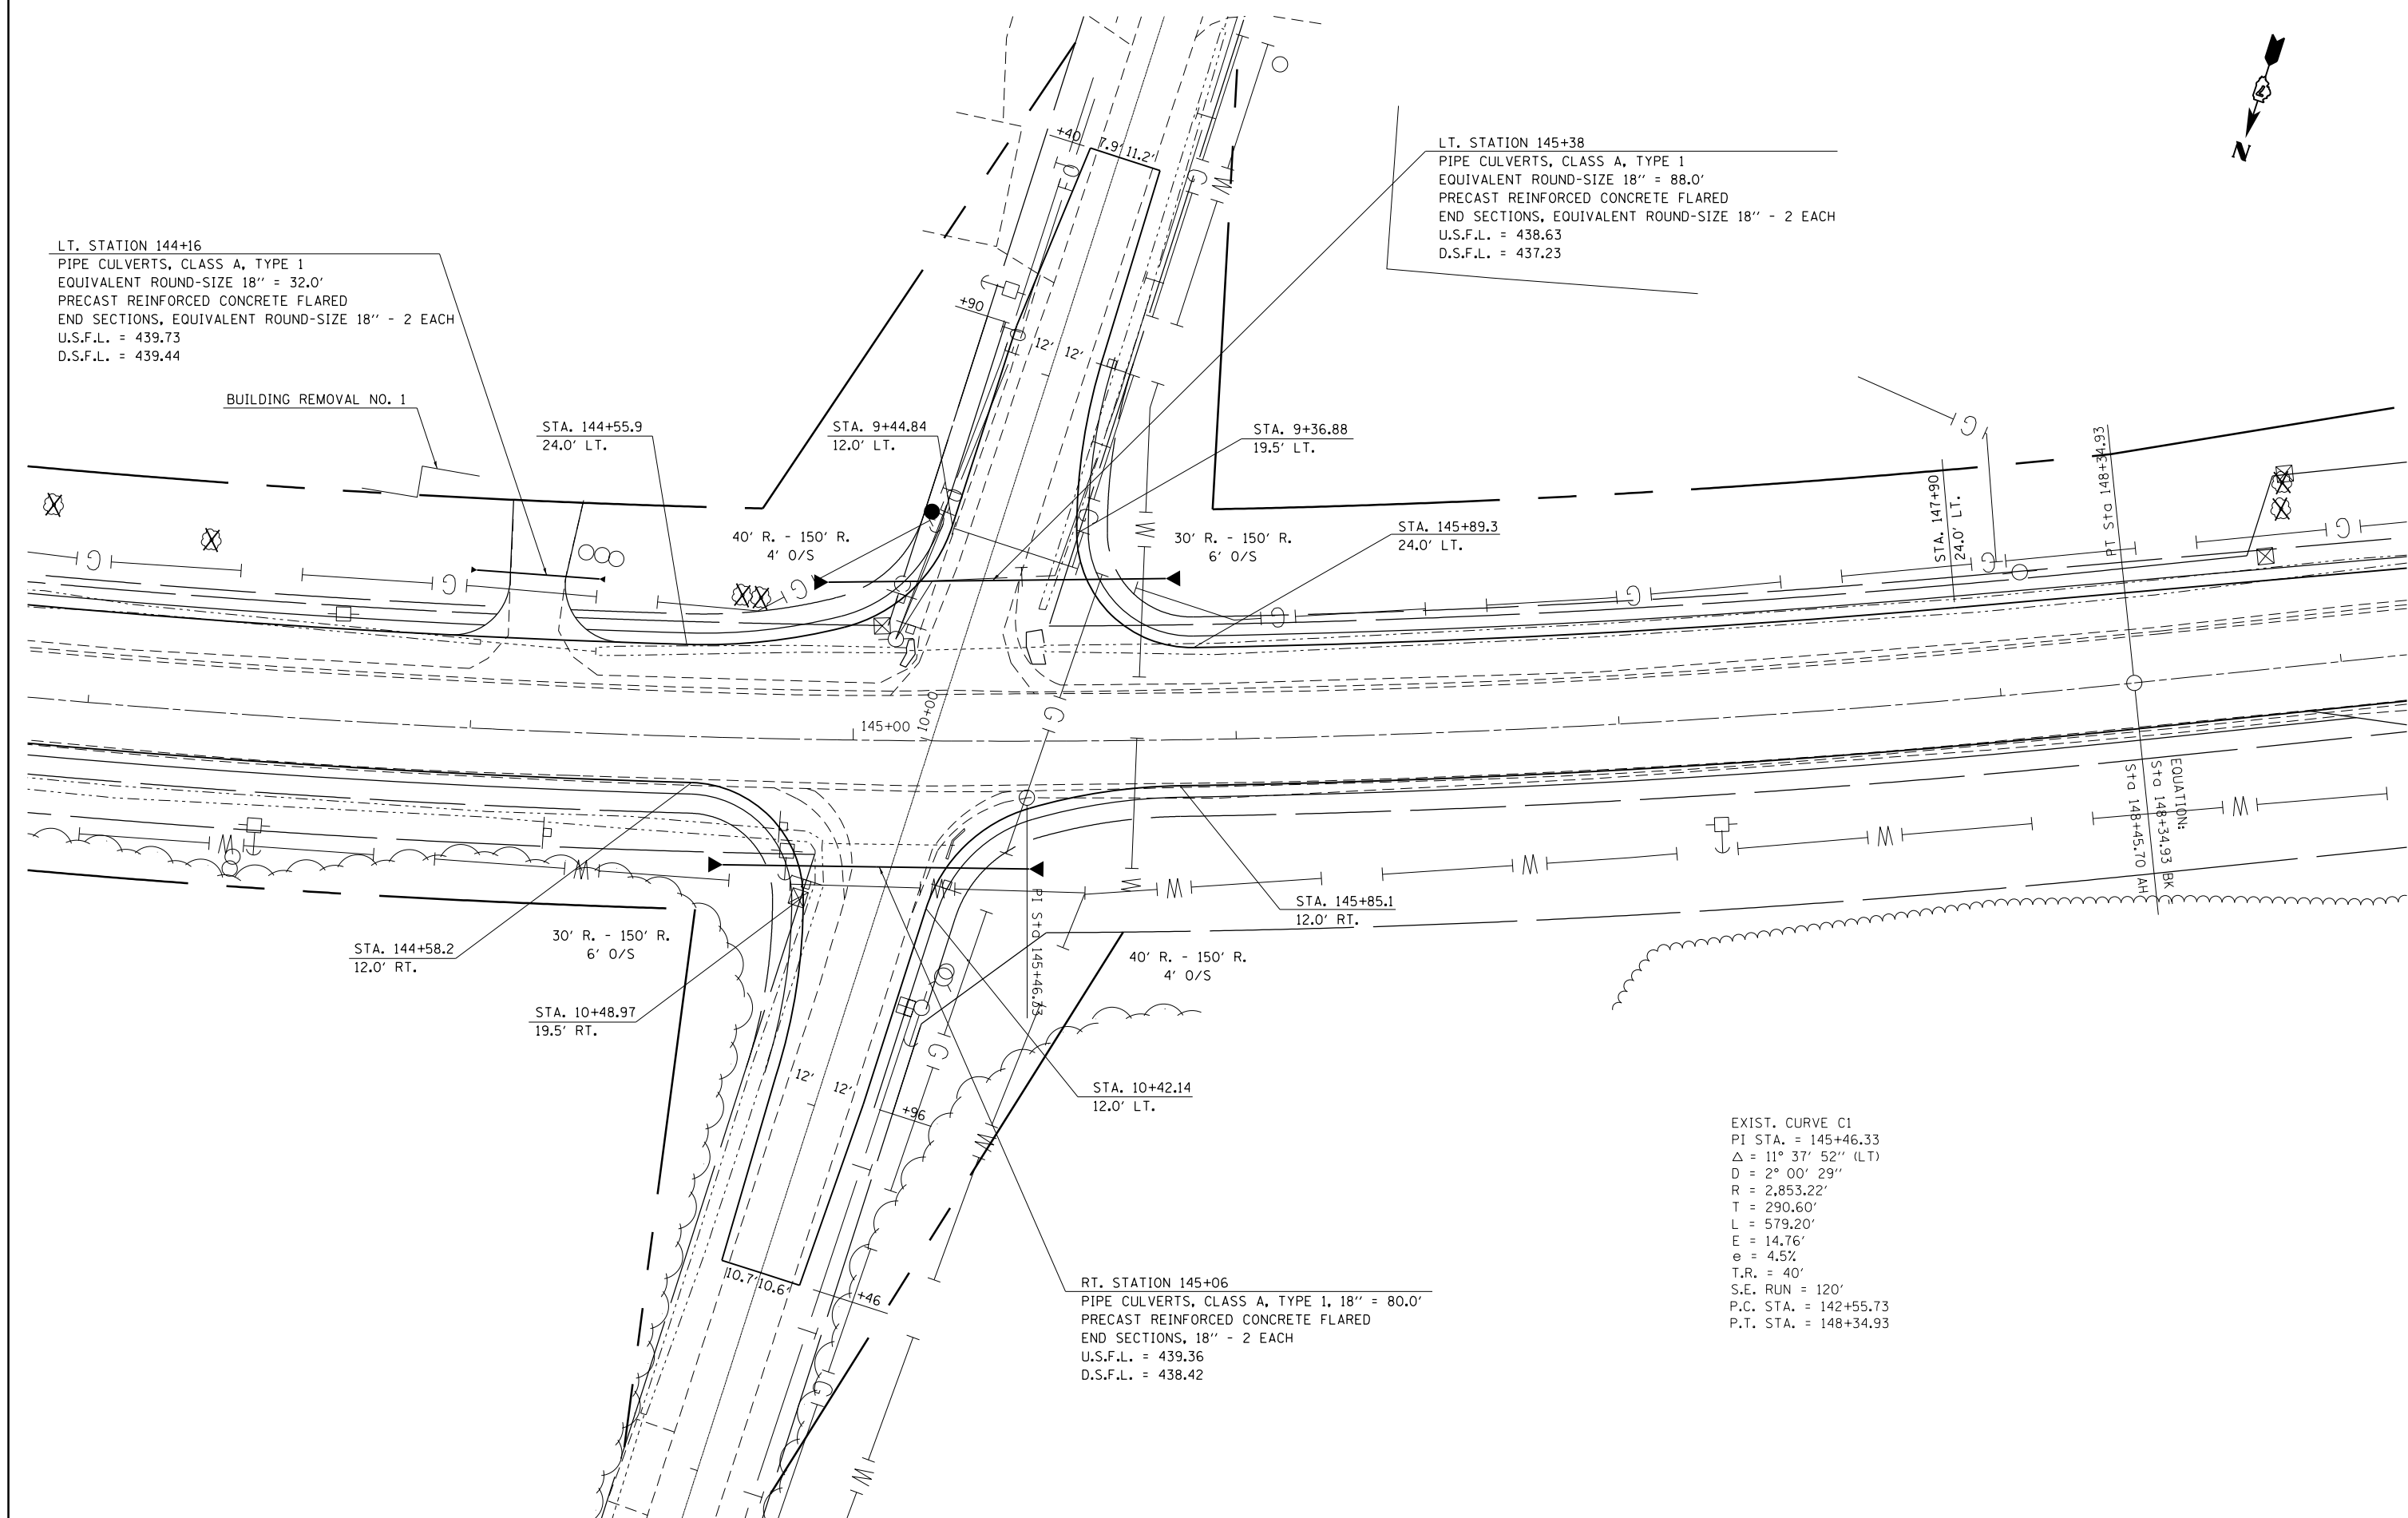 N
LT. STATION 145+38
PIPE CULVERTS, CLASS A, TYPE 1
EQUIVALENT ROUND-SIZE 18'' = 88.0'
PRECAST REINFORCED CONCRETE FLARED
END SECTIONS, EQUIVALENT ROUND-SIZE 18'' - 2 EACH
U.S.F.L. = 438.63
D.S.F.L. = 437.23
+40
7.9' 11.2'
LT. STATION 144+16
PIPE CULVERTS, CLASS A, TYPE 1
EQUIVALENT ROUND-SIZE 18'' = 32.0'
PRECAST REINFORCED CONCRETE FLARED
END SECTIONS, EQUIVALENT ROUND-SIZE 18'' - 2 EACH
U.S.F.L. = 439.73
D.S.F.L. = 439.44
+90
12' 12'
BUILDING REMOVAL NO. 1
STA. 144+55.9
24.0' LT.
STA. 9+44.84
12.0' LT.
STA. 9+36.88
19.5' LT.
40' R. - 150' R.
4' O/S
30' R. - 150' R.
6' O/S
STA. 145+89.3
24.0' LT.
STA. 147+90
24.0' LT.
PT Sta 148+34.93
G
G
G
G
G
G
G
G
G
G
W
W
145+00
10+00
G
EQUATION:
Sta 148+34.93 BK =
Sta 148+45.70 AH
W
W
W
W
W
W
W
W
W
STA. 144+58.2
12.0' RT.
30' R. - 150' R.
6' O/S
STA. 10+48.97
19.5' RT.
PI Sta 145+46.33
STA. 145+85.1
12.0' RT.
40' R. - 150' R.
4' O/S
G
12' 12'
STA. 10+42.14
12.0' LT.
+96
W
10.7' 10.6'
+46
RT. STATION 145+06
PIPE CULVERTS, CLASS A, TYPE 1, 18'' = 80.0'
PRECAST REINFORCED CONCRETE FLARED
END SECTIONS, 18'' - 2 EACH
U.S.F.L. = 439.36
D.S.F.L. = 438.42
G
W
EXIST. CURVE C1
PI STA. = 145+46.33
Δ = 11° 37' 52'' (LT)
D = 2° 00' 29''
R = 2,853.22'
T = 290.60'
L = 579.20'
E = 14.76'
e = 4.5%
T.R. = 40'
S.E. RUN = 120'
P.C. STA. = 142+55.73
P.T. STA. = 148+34.93